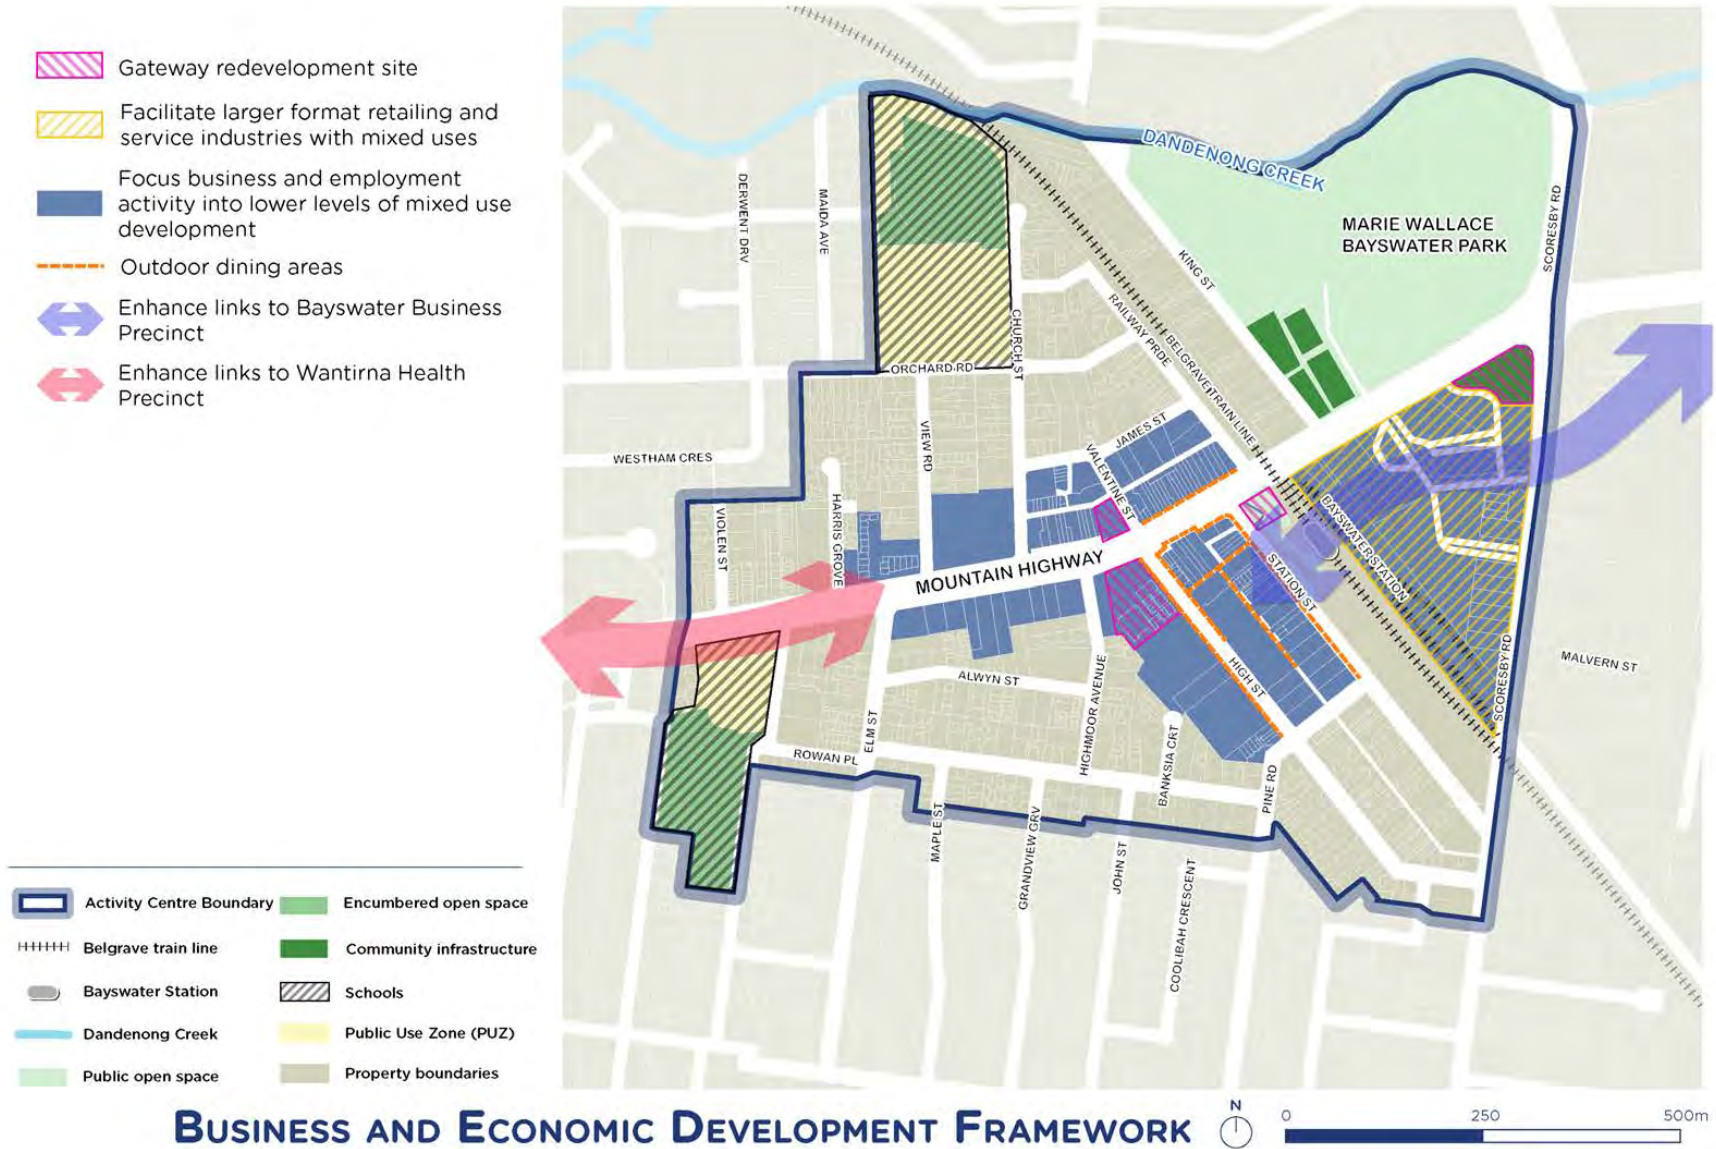 Gateway redevelopment site
Facilitate larger format retailing and
service industries with mixed uses
Focus business and employment
activity into lower levels of mixed use
development
Outdoor dining areas
Enhance links to Bayswater Business
Precinct
Enhance links to Wantirna Health
Precinct
Activity Centre Boundary
Belgrave train line
Bayswater Station
Dandenong Creek
Public open space
Encumbered open space
Community infrastructure
Schools
Public Use Zone (PUZ)
Property boundaries
DANDENONG CREEK
MARIE WALLACE
BAYSWATER PARK
SCORESBY RD
DERWENT DRV
MAIDA AVE
KING ST
RAILWAY PRDE
BELGRAVE TRAIN LINE
CHURCH ST
ORCHARD RD
VIEW RD
JAMES ST
VALENTINE ST
WESTHAM CRES
HARRIS GROVE
VIOLEN ST
MOUNTAIN HIGHWAY
BAYSWATER STATION
STATION ST
HIGH ST
SCORESBY RD
MALVERN ST
ALWYN ST
HIGHMOOR AVENUE
ELM ST
ROWAN PL
BANKSIA CRT
PINE RD
MAPLE ST
GRANDVIEW GRV
JOHN ST
COOLIBAH CRESCENT
BUSINESS AND ECONOMIC DEVELOPMENT FRAMEWORK
N
0 250 500m